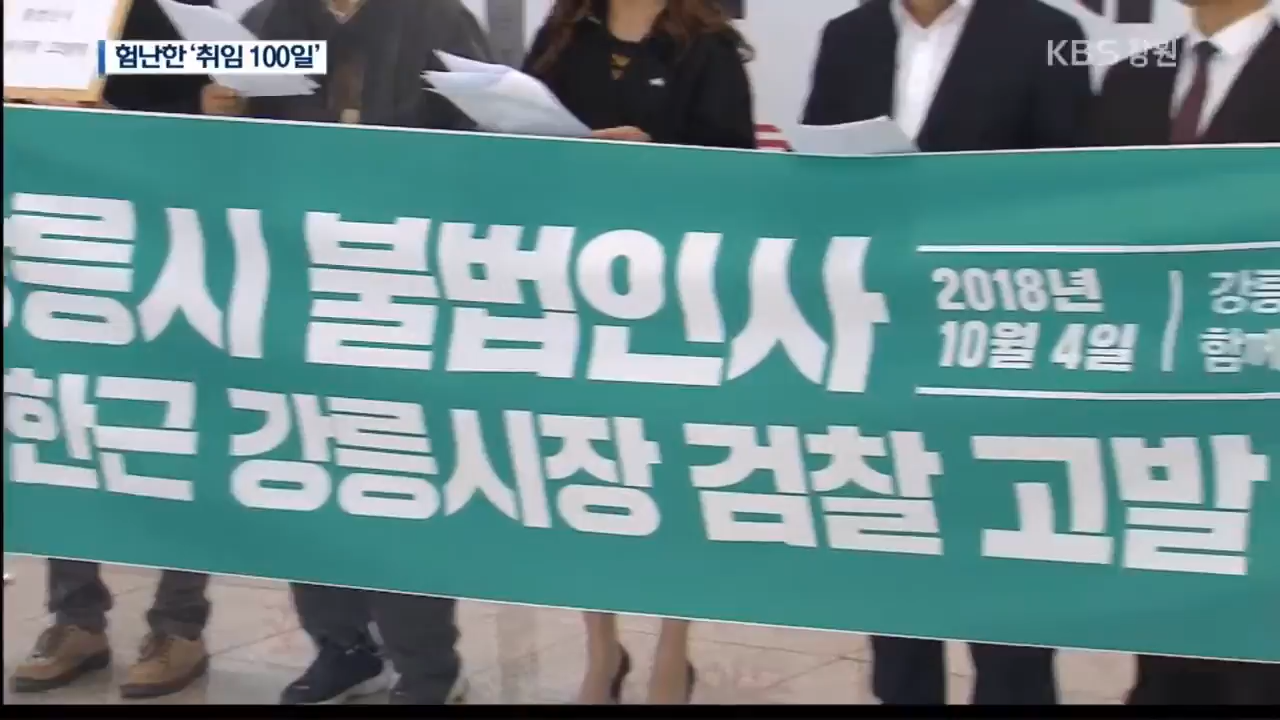 험난한 '취임 100일'
KBS 강원
릉시 불법인사
2018년
10월 4일
강릉
함께
한근 강릉시장 검찰 고발